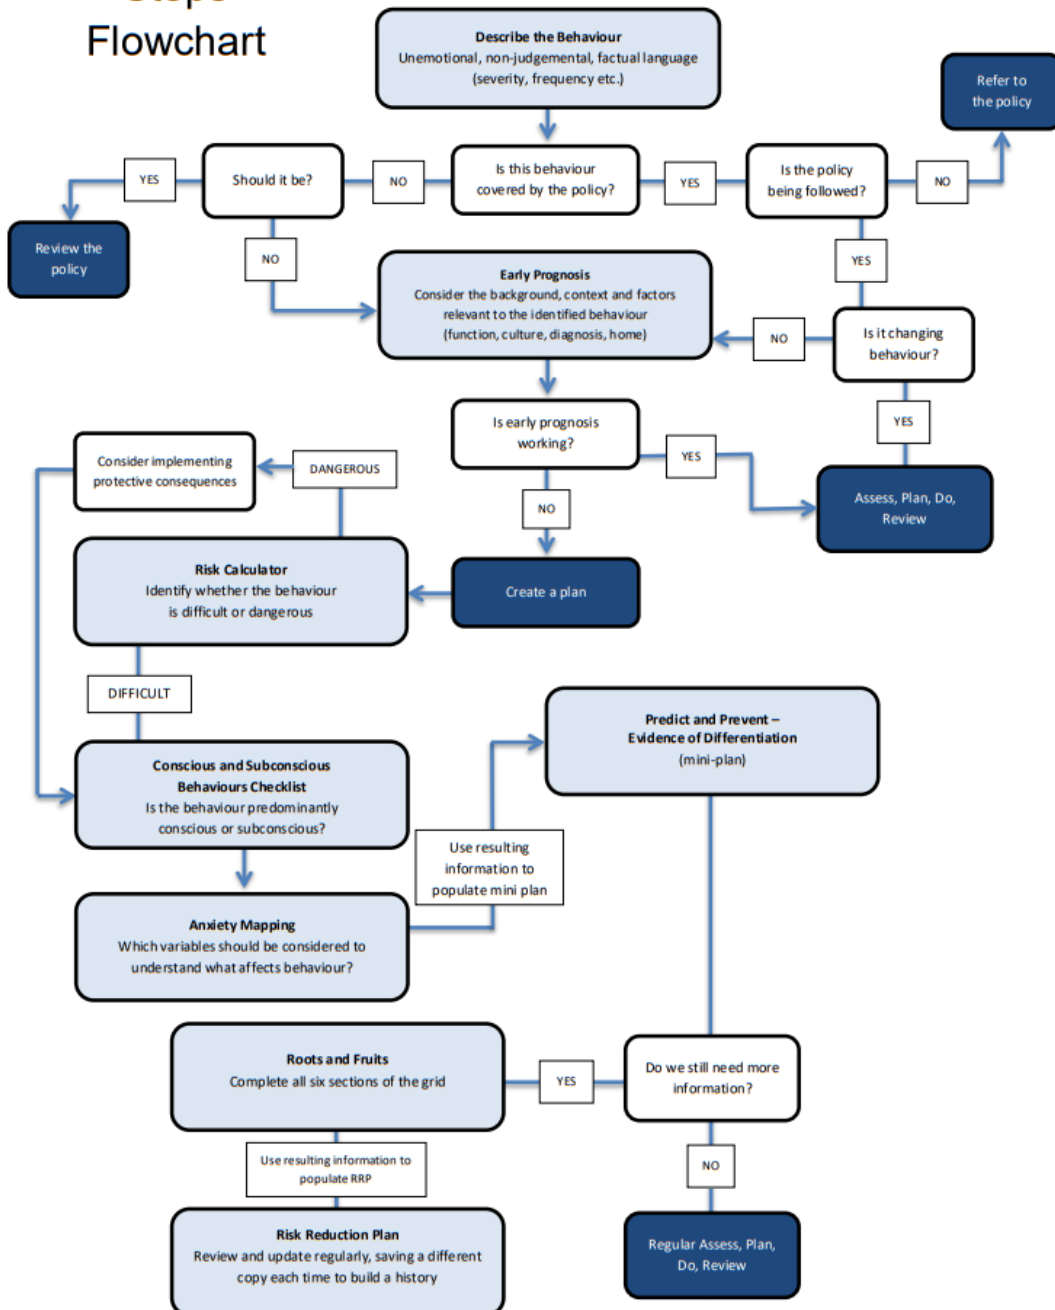 Steps
Flowchart
Describe the Behaviour
Unemotional, non-judgemental, factual language
(severity, frequency etc.)
Refer to
the policy
YES
Should it be?
NO
Is this behaviour
covered by the policy?
YES
Is the policy
being followed?
NO
Review the
policy
NO
YES
Early Prognosis
Consider the background, context and factors
relevant to the identified behaviour
(function, culture, diagnosis, home)
NO
Is it changing
behaviour?
Is early prognosis
working?
YES
YES
Consider implementing
protective consequences
DANGEROUS
Assess, Plan, Do,
Review
NO
Risk Calculator
Identify whether the behaviour
is difficult or dangerous
Create a plan
DIFFICULT
Predict and Prevent –
Evidence of Differentiation
(mini-plan)
Conscious and Subconscious
Behaviours Checklist
Is the behaviour predominantly
conscious or subconscious?
Use resulting
information to
populate mini plan
Anxiety Mapping
Which variables should be considered to
understand what affects behaviour?
Roots and Fruits
Complete all six sections of the grid
YES
Do we still need more
information?
Use resulting information to
populate RRP
NO
Risk Reduction Plan
Review and update regularly, saving a different
copy each time to build a history
Regular Assess, Plan,
Do, Review